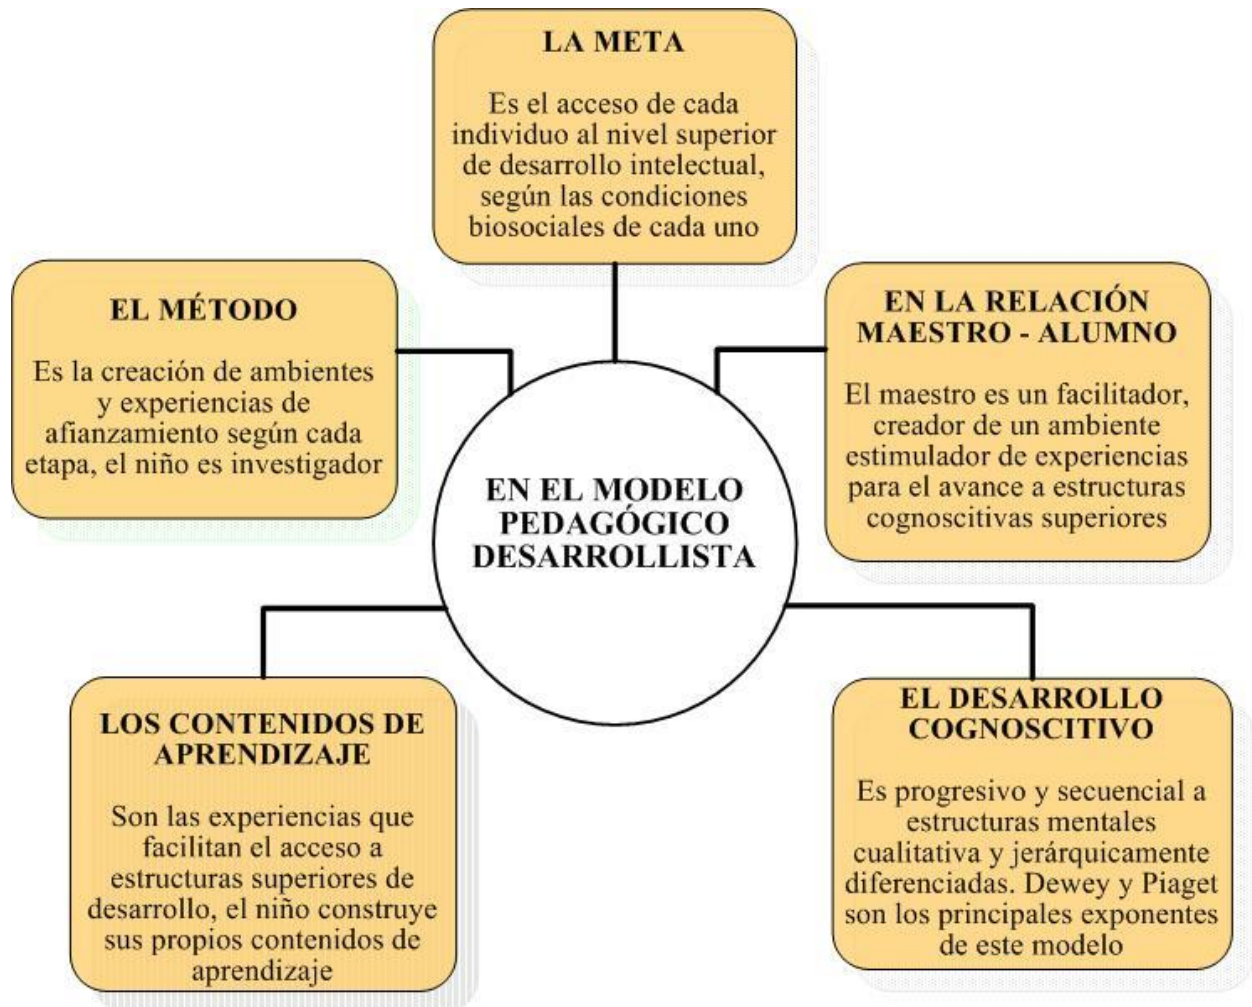 LA META
Es el acceso de cada
individuo al nivel superior
de desarrollo intelectual,
según las condiciones
biosociales de cada uno
EL MÉTODO
Es la creación de ambientes
y experiencias de
afianzamiento según cada
etapa, el niño es investigador
EN LA RELACIÓN
MAESTRO - ALUMNO
El maestro es un facilitador,
creador de un ambiente
estimulador de experiencias
para el avance a estructuras
cognoscitivas superiores
EN EL MODELO
PEDAGÓGICO
DESARROLLISTA
LOS CONTENIDOS DE
APRENDIZAJE
Son las experiencias que
facilitan el acceso a
estructuras superiores de
desarrollo, el niño construye
sus propios contenidos de
aprendizaje
EL DESARROLLO
COGNOSCITIVO
Es progresivo y secuencial a
estructuras mentales
cualitativa y jerárquicamente
diferenciadas. Dewey y Piaget
son los principales exponentes
de este modelo